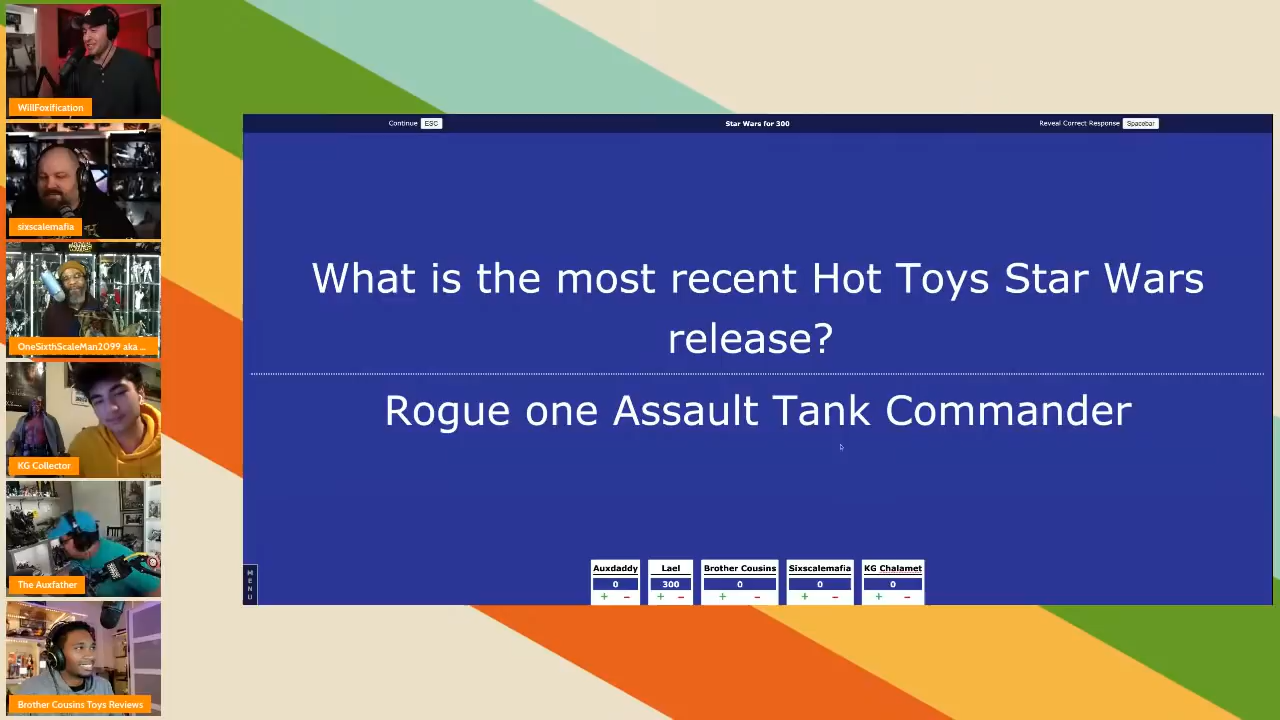 WillFoxification
sixscalemafia
OneSixthScaleMan2099 aka ...
KG Collector
The Auxfather
Brother Cousins Toys Reviews
Continue ESC
Star Wars for 300
Reveal Correct Response Spacebar
What is the most recent Hot Toys Star Wars
release?
Rogue one Assault Tank Commander
MENU
Auxdaddy Lael Brother Cousins Sixscalemafia KG Chalamet
0 300 0 0 0
+ − + − + − + − + −